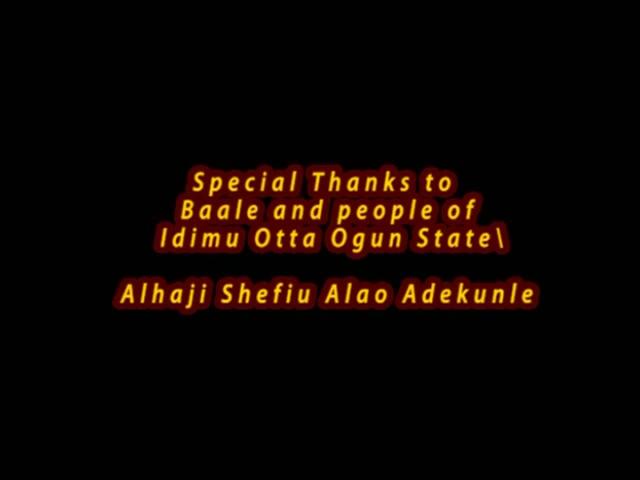 Special Thanks to
Baale and people of
Idimu Otta Ogun State\
Alhaji Shefiu Alao Adekunle